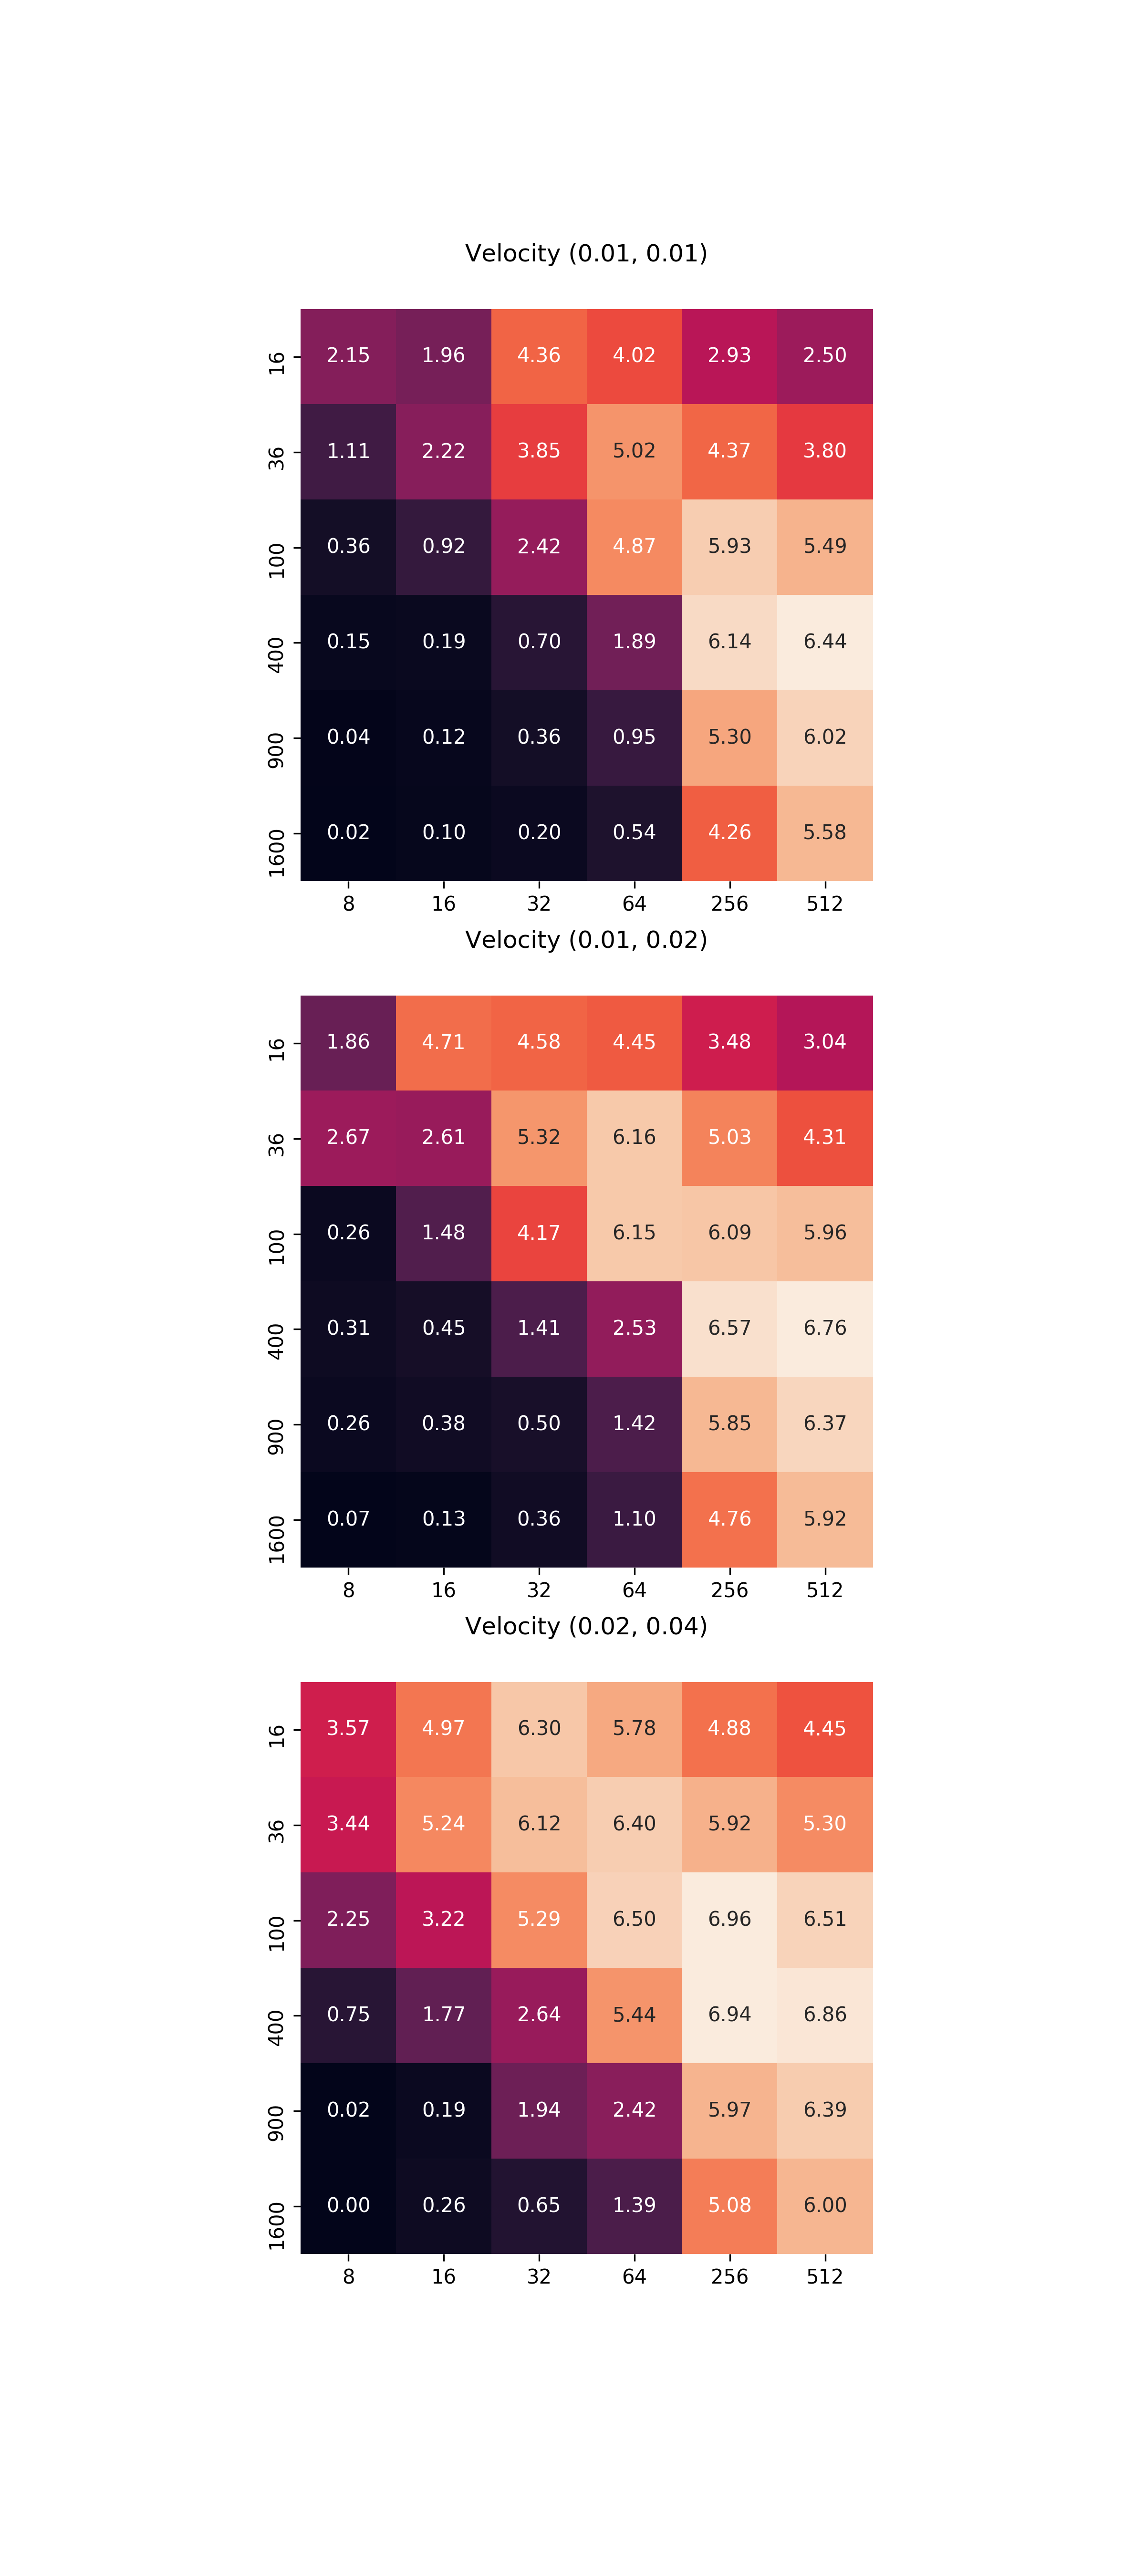 Velocity (0.01, 0.01)
16 2.15 1.96 4.36 4.02 2.93 2.50
36 1.11 2.22 3.85 5.02 4.37 3.80
100 0.36 0.92 2.42 4.87 5.93 5.49
400 0.15 0.19 0.70 1.89 6.14 6.44
900 0.04 0.12 0.36 0.95 5.30 6.02
1600 0.02 0.10 0.20 0.54 4.26 5.58
8 16 32 64 256 512
Velocity (0.01, 0.02)
16 1.86 4.71 4.58 4.45 3.48 3.04
36 2.67 2.61 5.32 6.16 5.03 4.31
100 0.26 1.48 4.17 6.15 6.09 5.96
400 0.31 0.45 1.41 2.53 6.57 6.76
900 0.26 0.38 0.50 1.42 5.85 6.37
1600 0.07 0.13 0.36 1.10 4.76 5.92
8 16 32 64 256 512
Velocity (0.02, 0.04)
16 3.57 4.97 6.30 5.78 4.88 4.45
36 3.44 5.24 6.12 6.40 5.92 5.30
100 2.25 3.22 5.29 6.50 6.96 6.51
400 0.75 1.77 2.64 5.44 6.94 6.86
900 0.02 0.19 1.94 2.42 5.97 6.39
1600 0.00 0.26 0.65 1.39 5.08 6.00
8 16 32 64 256 512